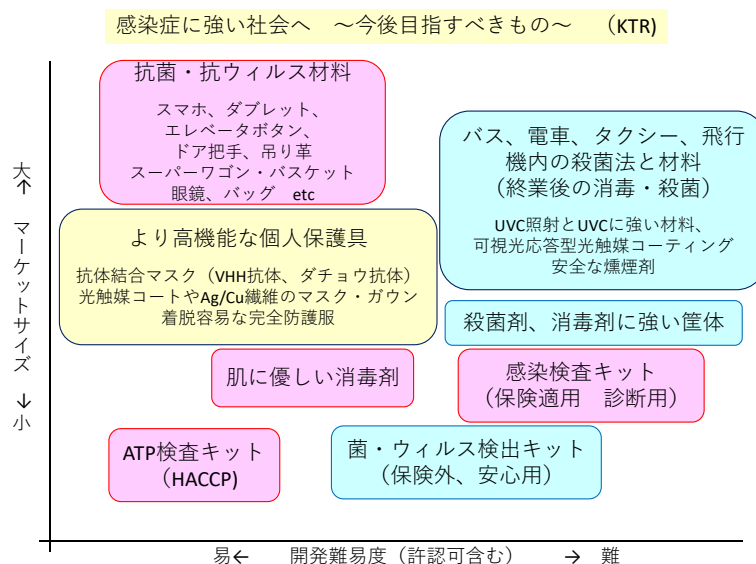 感染症に強い社会へ　～今後目指すべきもの～　（KTR)
抗菌・抗ウィルス材料
スマホ、ダブレット、
エレベータボタン、
ドア把手、吊り革
スーパーワゴン・バスケット
眼鏡、バッグ　etc
バス、電車、タクシー、飛行
機内の殺菌法と材料
（終業後の消毒・殺菌）
UVC照射とUVCに強い材料、
可視光応答型光触媒コーティング
安全な燻煙剤
より高機能な個人保護具
抗体結合マスク（VHH抗体、ダチョウ抗体）
光触媒コートやAg/Cu繊維のマスク・ガウン
着脱容易な完全防護服
殺菌剤、消毒剤に強い筐体
肌に優しい消毒剤
感染検査キット
（保険適用　診断用）
ATP検査キット
（HACCP)
菌・ウィルス検出キット
（保険外、安心用）
大↑　マーケットサイズ　↓小
易←　開発難易度（許認可含む）　→　難